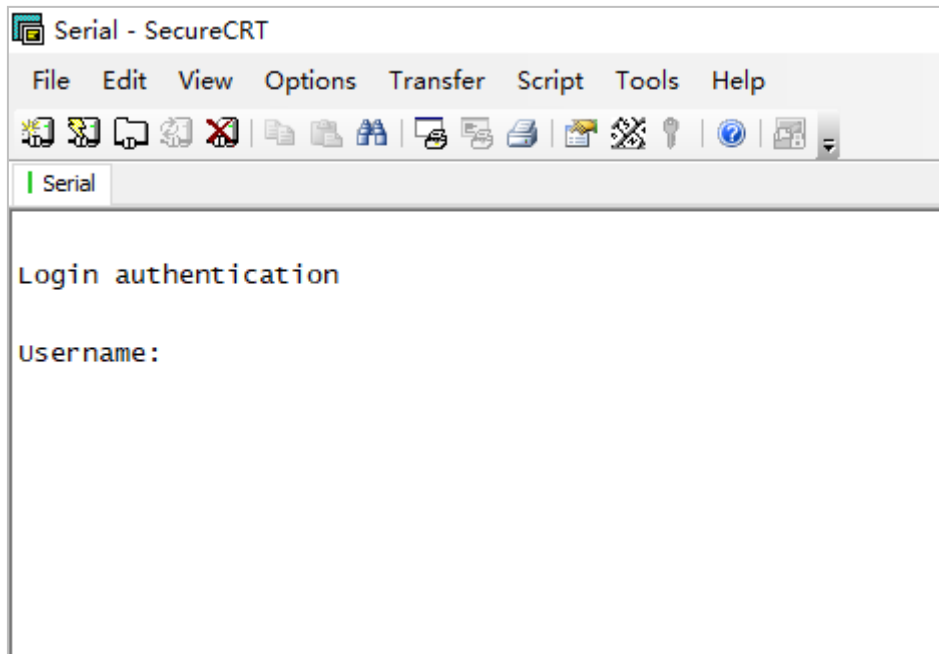 Serial - SecureCRT
File Edit View Options Transfer Script Tools Help
Serial
Login authentication
Username: